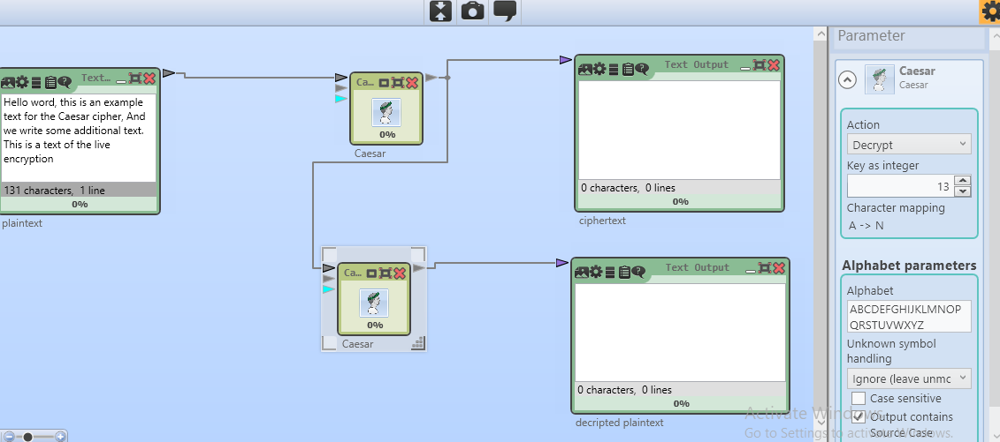 Parameter
Text...
Hello word, this is an example
text for the Caesar cipher, And
we write some additional text.
This is a text of the live
encryption
131 characters, 1 line
0%
plaintext
Ca...
0%
Caesar
Text Output
0 characters, 0 lines
0%
ciphertext
Ca...
0%
Caesar
Text Output
0 characters, 0 lines
0%
decripted plaintext
Caesar
Caesar
Action
Decrypt
Key as integer
13
Character mapping
A -> N
Alphabet parameters
Alphabet
ABCDEFGHIJKLMNOP
QRSTUVWXYZ
Unknown symbol
handling
Ignore (leave unmc
Case sensitive
Output contains
Source Case
Activate Windows
Go to Settings to activate Windows.